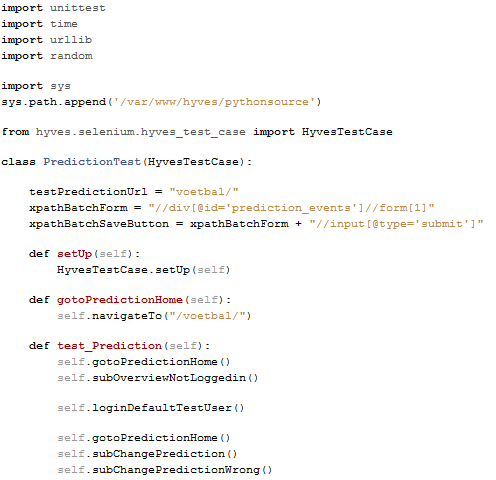 import unittest
import time
import urllib
import random

import sys
sys.path.append('/var/www/hyves/pythonsource')

from hyves.selenium.hyves_test_case import HyvesTestCase

class PredictionTest(HyvesTestCase):

    testPredictionUrl = "voetbal/"
    xpathBatchForm = "//div[@id='prediction_events']//form[1]"
    xpathBatchSaveButton = xpathBatchForm + "//input[@type='submit']"

    def setUp(self):
        HyvesTestCase.setUp(self)

    def gotoPredictionHome(self):
        self.navigateTo("/voetbal/")

    def test_Prediction(self):
        self.gotoPredictionHome()
        self.subOverviewNotLoggedin()

        self.loginDefaultTestUser()

        self.gotoPredictionHome()
        self.subChangePrediction()
        self.subChangePredictionWrong()